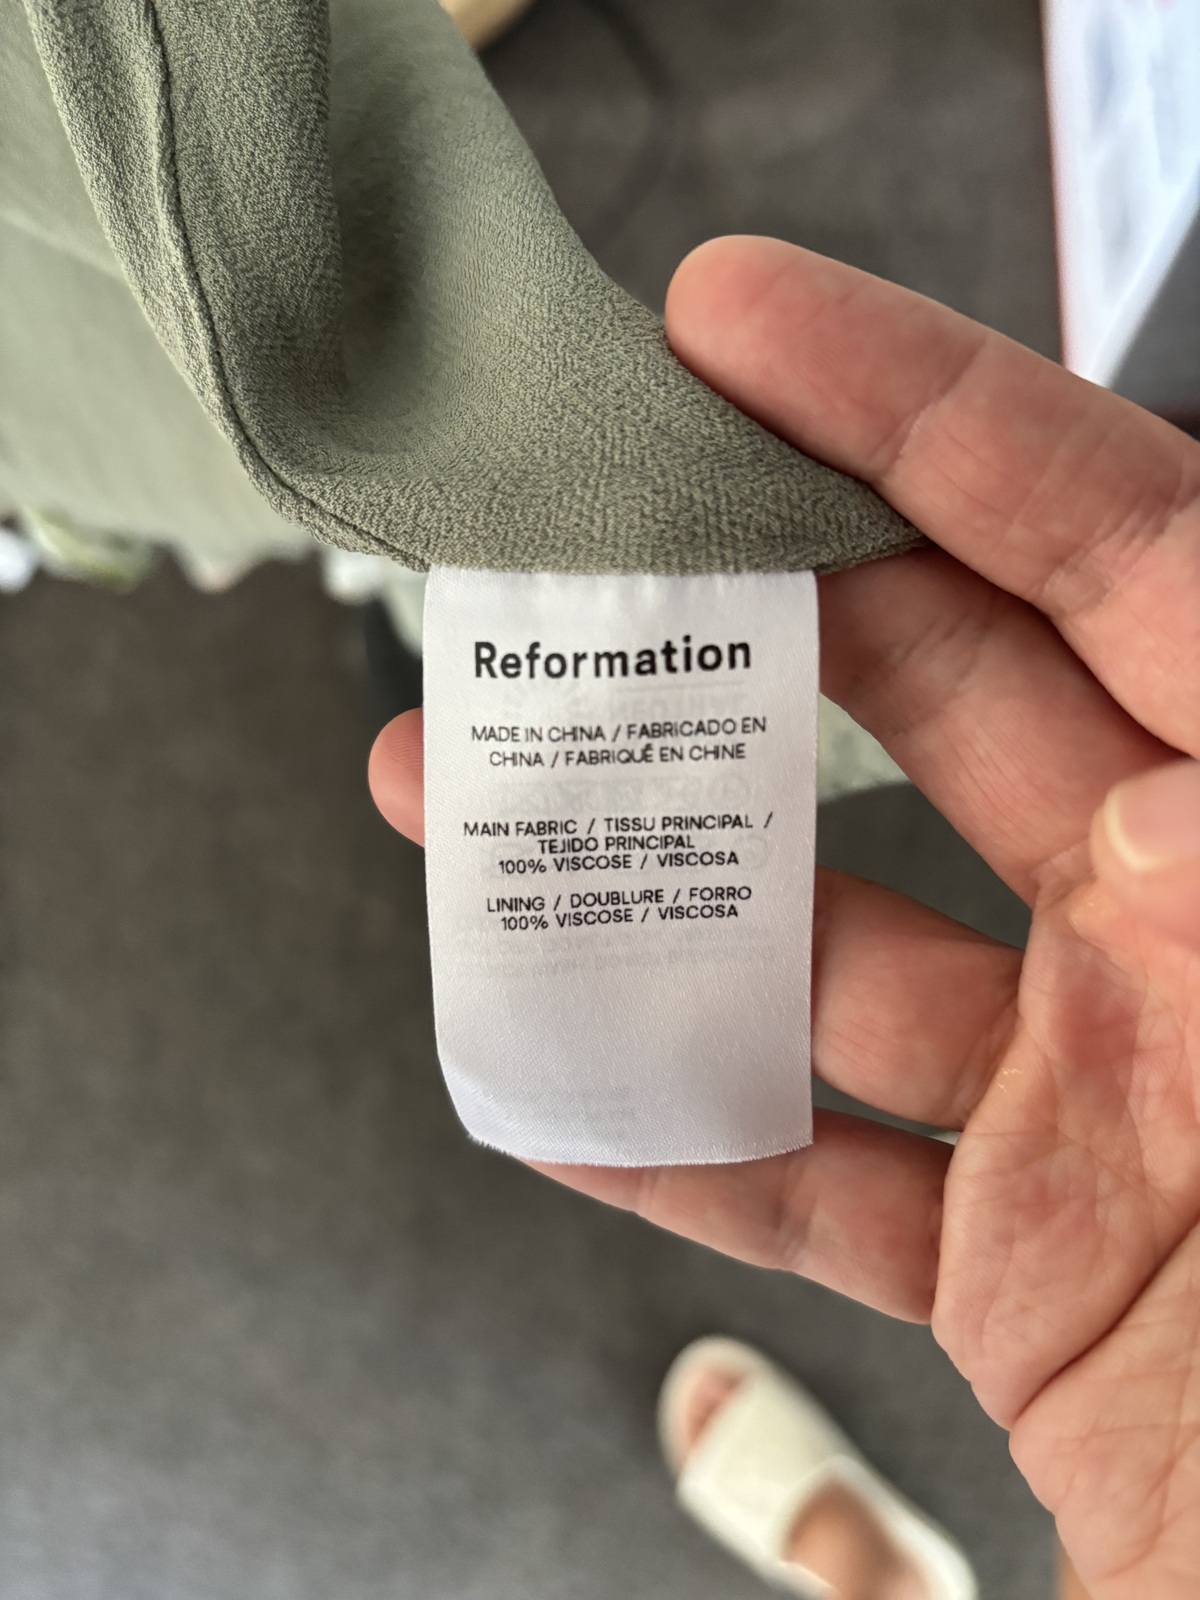 Reformation
MADE IN CHINA / FABRICADO EN
CHINA / FABRIQUÉ EN CHINE
MAIN FABRIC / TISSU PRINCIPAL /
TEJIDO PRINCIPAL
100% VISCOSE / VISCOSA
LINING / DOUBLURE / FORRO
100% VISCOSE / VISCOSA